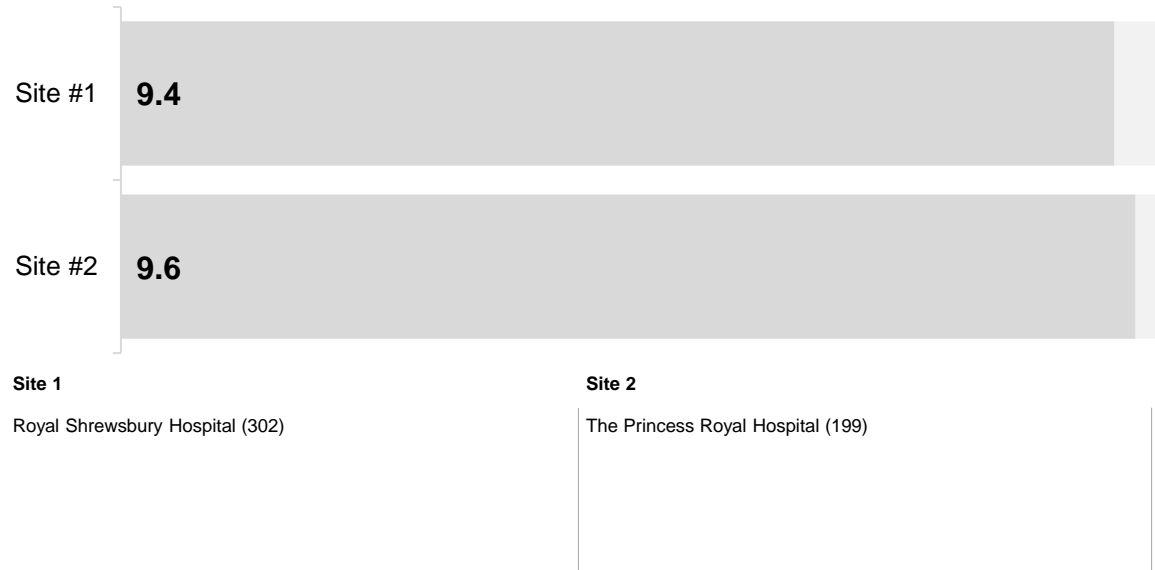 Site #1
9.4
Site #2
9.6
Site 1
Site 2
Royal Shrewsbury Hospital (302)
The Princess Royal Hospital (199)